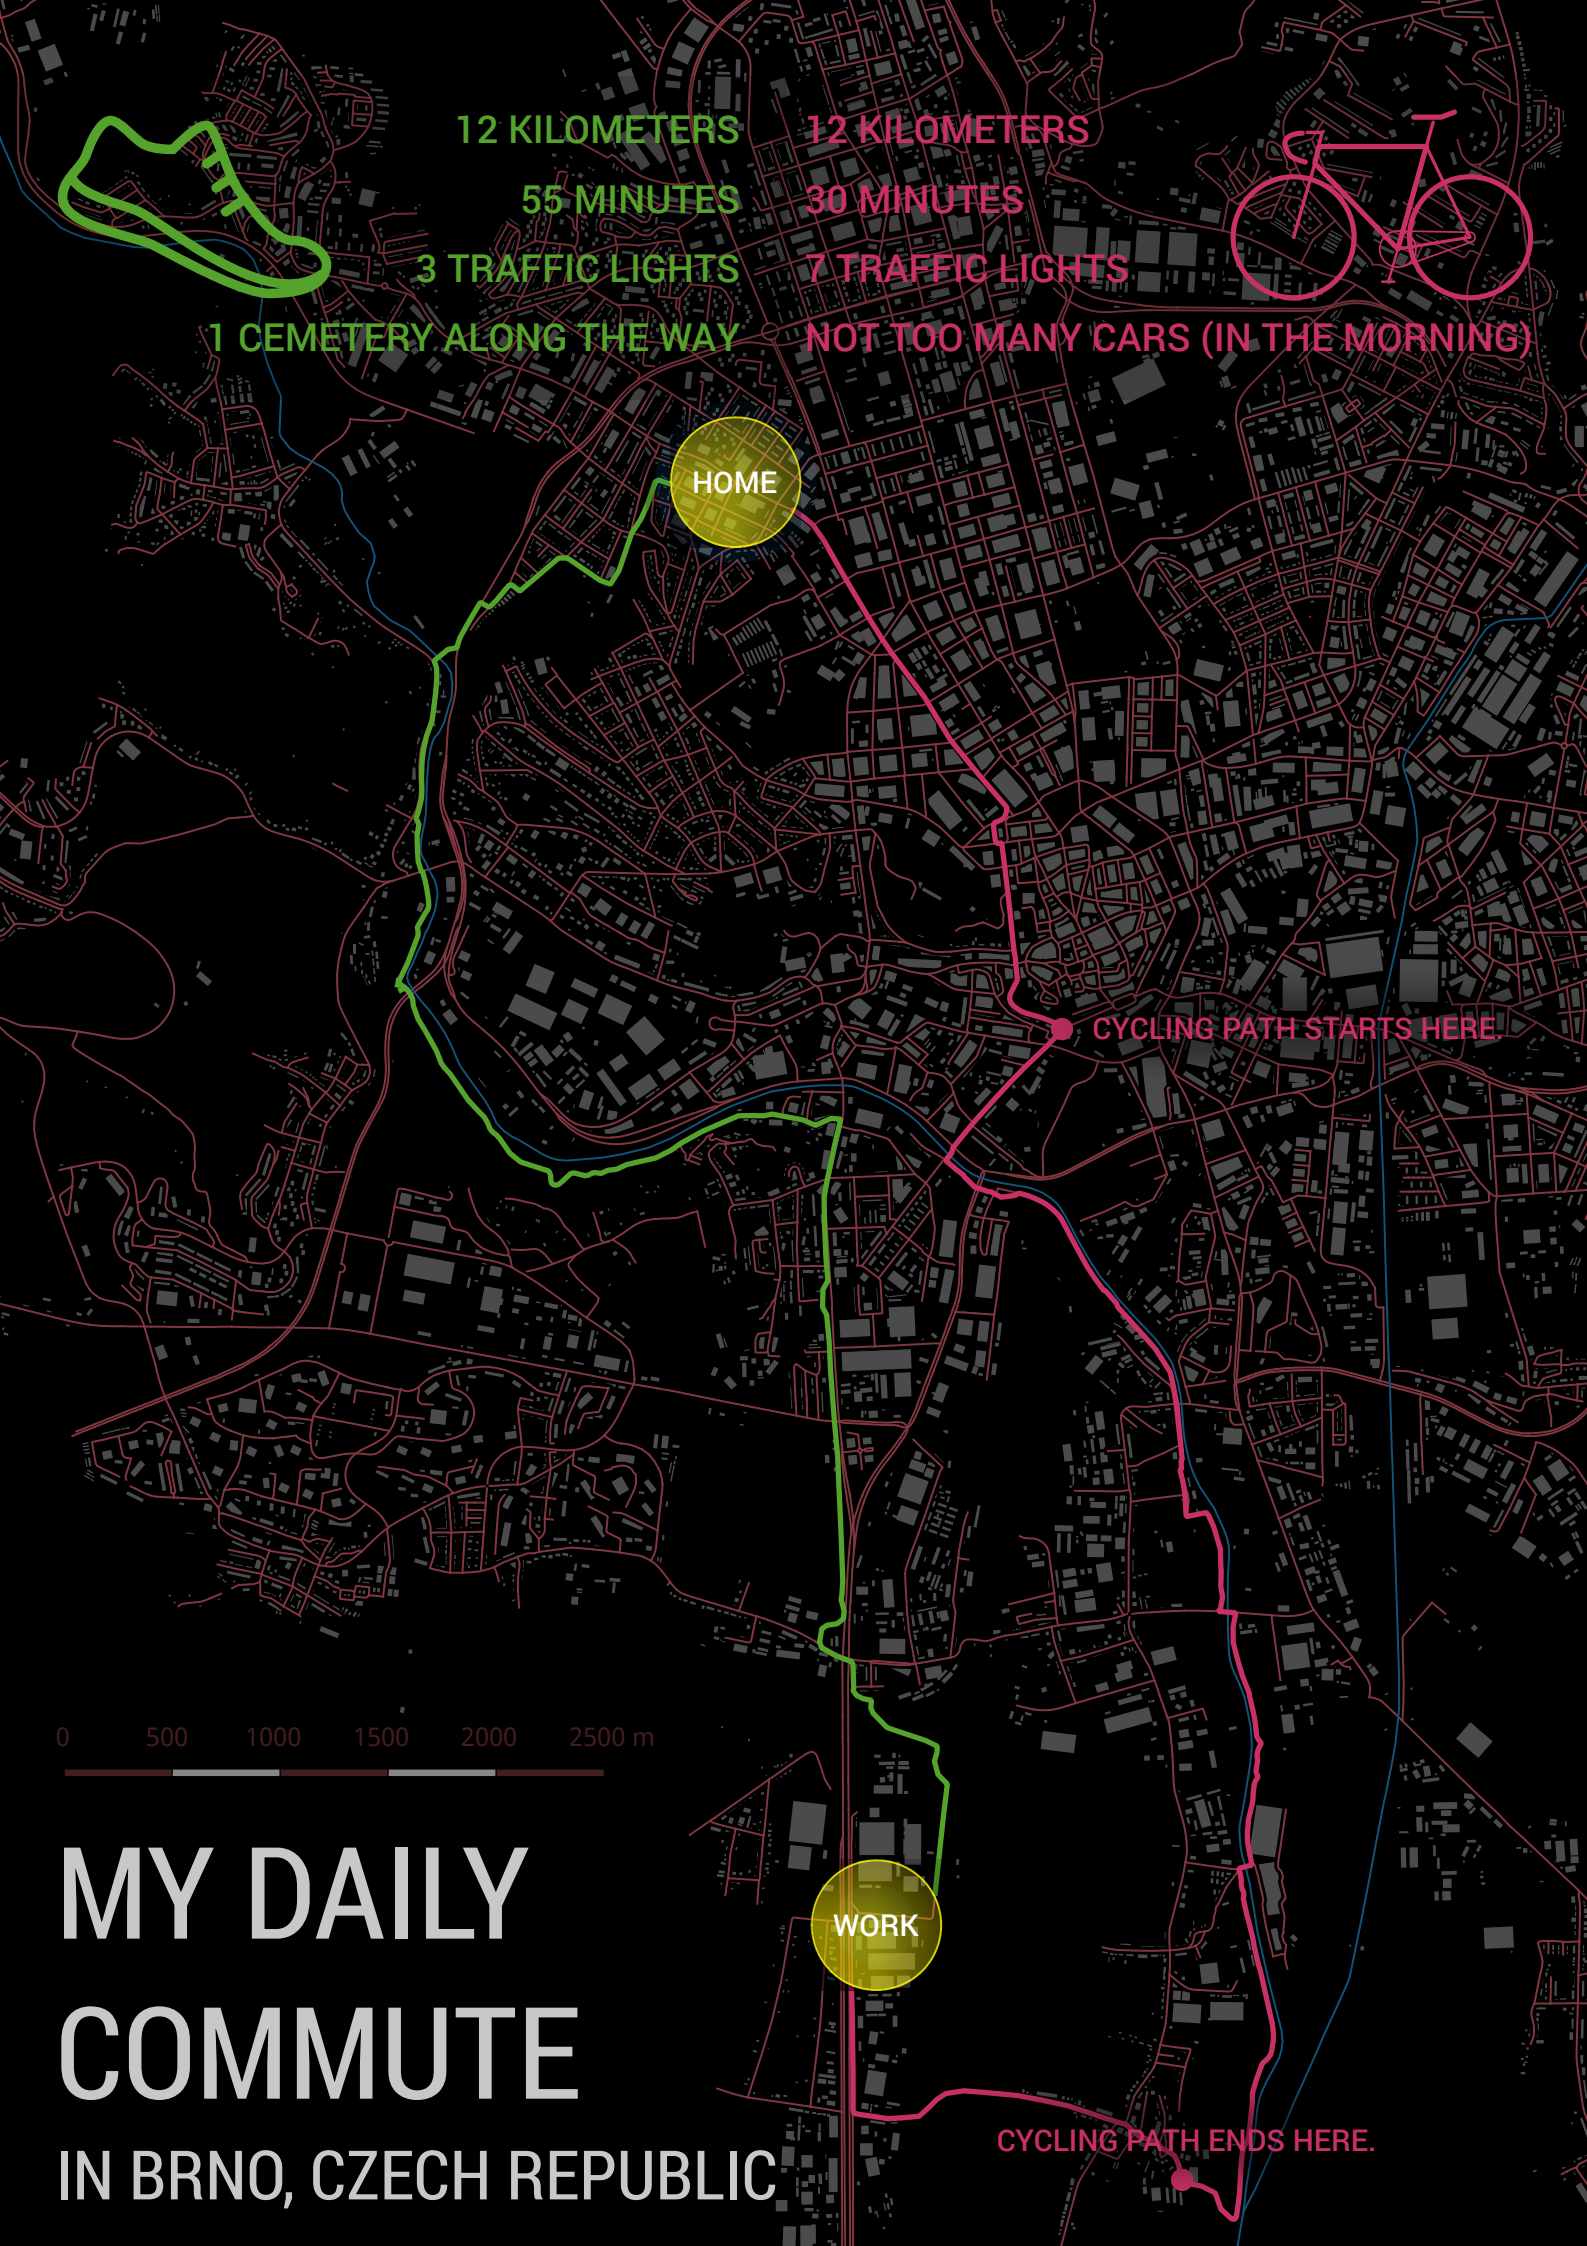 12 KILOMETERS
55 MINUTES
3 TRAFFIC LIGHTS
1 CEMETERY ALONG THE WAY
12 KILOMETERS
30 MINUTES
7 TRAFFIC LIGHTS
NOT TOO MANY CARS (IN THE MORNING)
HOME
CYCLING PATH STARTS HERE.
0 500 1000 1500 2000 2500 m
MY DAILY
COMMUTE
IN BRNO, CZECH REPUBLIC
WORK
CYCLING PATH ENDS HERE.